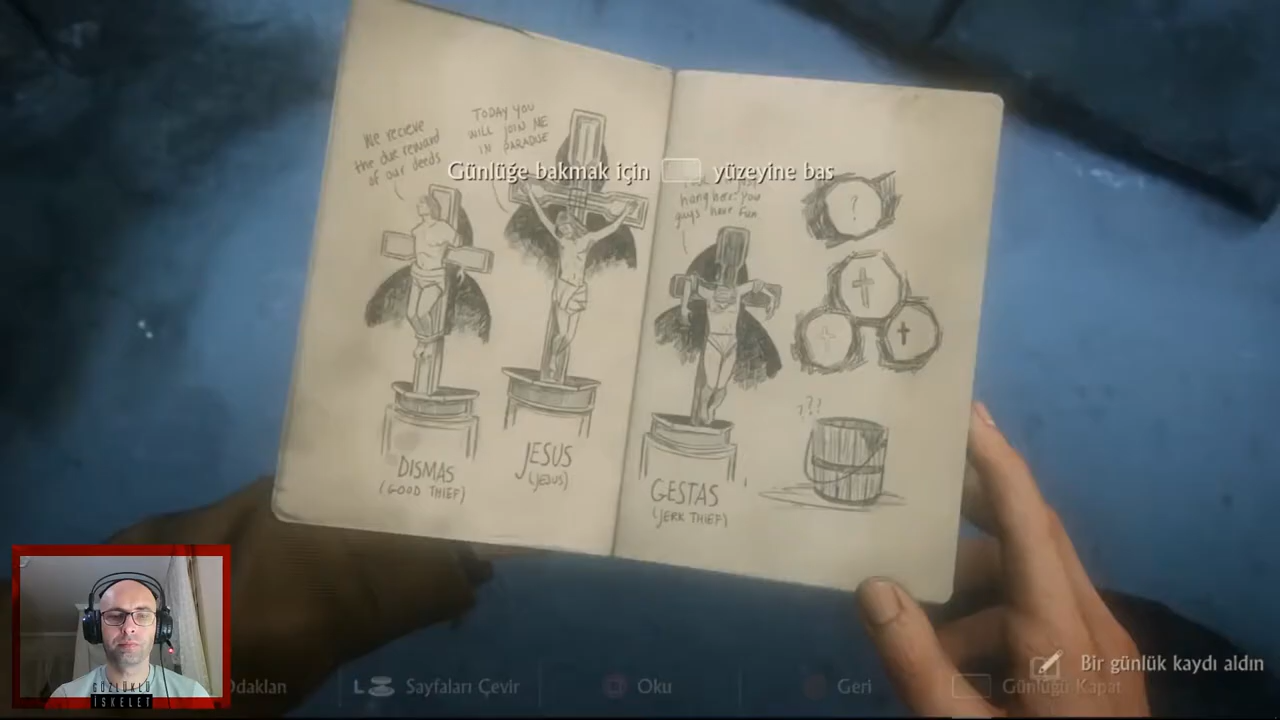 We recieve
the due reward
of our deeds
TODAY YOU
WILL JOIN ME
IN PARADISE
Günlüğe bakmak için yüzeyine bas
hang here. You
guys have fun
?
???
DISMAS
(GOOD THIEF)
JESUS
(JESUS)
GESTAS
(JERK THIEF)
GÖZLÜKLÜ
İSKELET
Bir günlük kaydı aldın
Odaklan
L
Sayfaları Çevir
Oku
Geri
Günlüğü Kapat